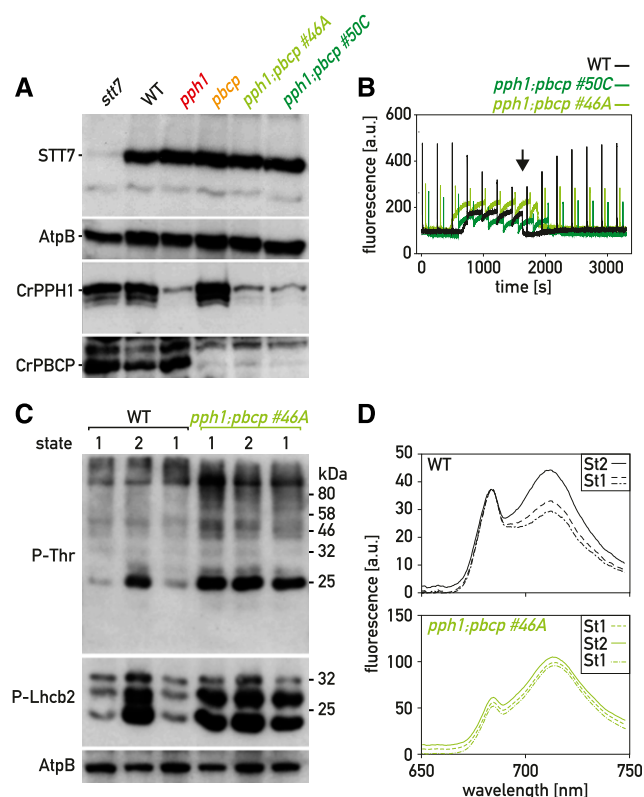 A
stt7
WT
pph1
pbcp
pph1;pbcp #46A
pph1;pbcp #50C
STT7
AtpB
CrPPH1
CrPBCP
B
WT
pph1;pbcp #50C
pph1;pbcp #46A
fluorescence [a.u.]
600
400
200
0
0 1000 2000 3000
time [s]
C
WT pph1;pbcp #46A
state 1 2 1 1 2 1
kDa
80
58
46
32
25
P-Thr
32
25
P-Lhcb2
AtpB
D
fluorescence [a.u.]
50
40
30
20
10
0
WT
St2
St1
150
100
50
0
pph1:pbcp #46A
St1
St2
St1
650 700 750
wavelength [nm]